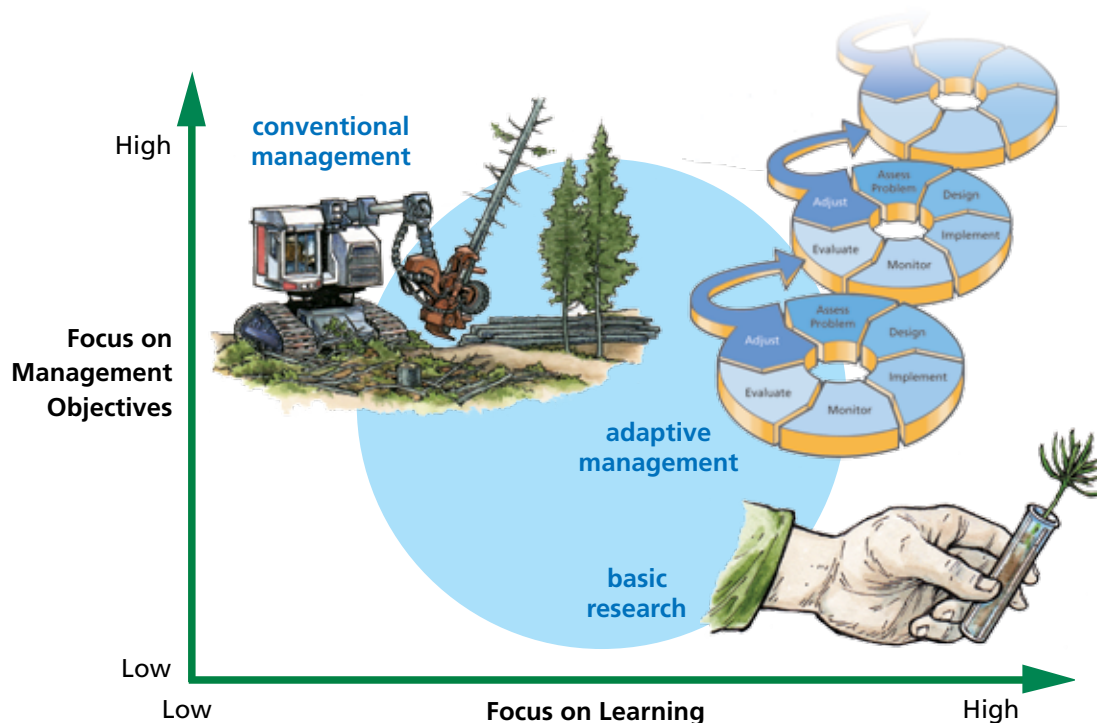 conventional
management
High
Focus on
Management
Objectives
Low
Low
Focus on Learning
High
adaptive
management
basic
research
Assess
Problem
Design
Implement
Monitor
Evaluate
Adjust
Assess
Problem
Design
Implement
Monitor
Evaluate
Adjust